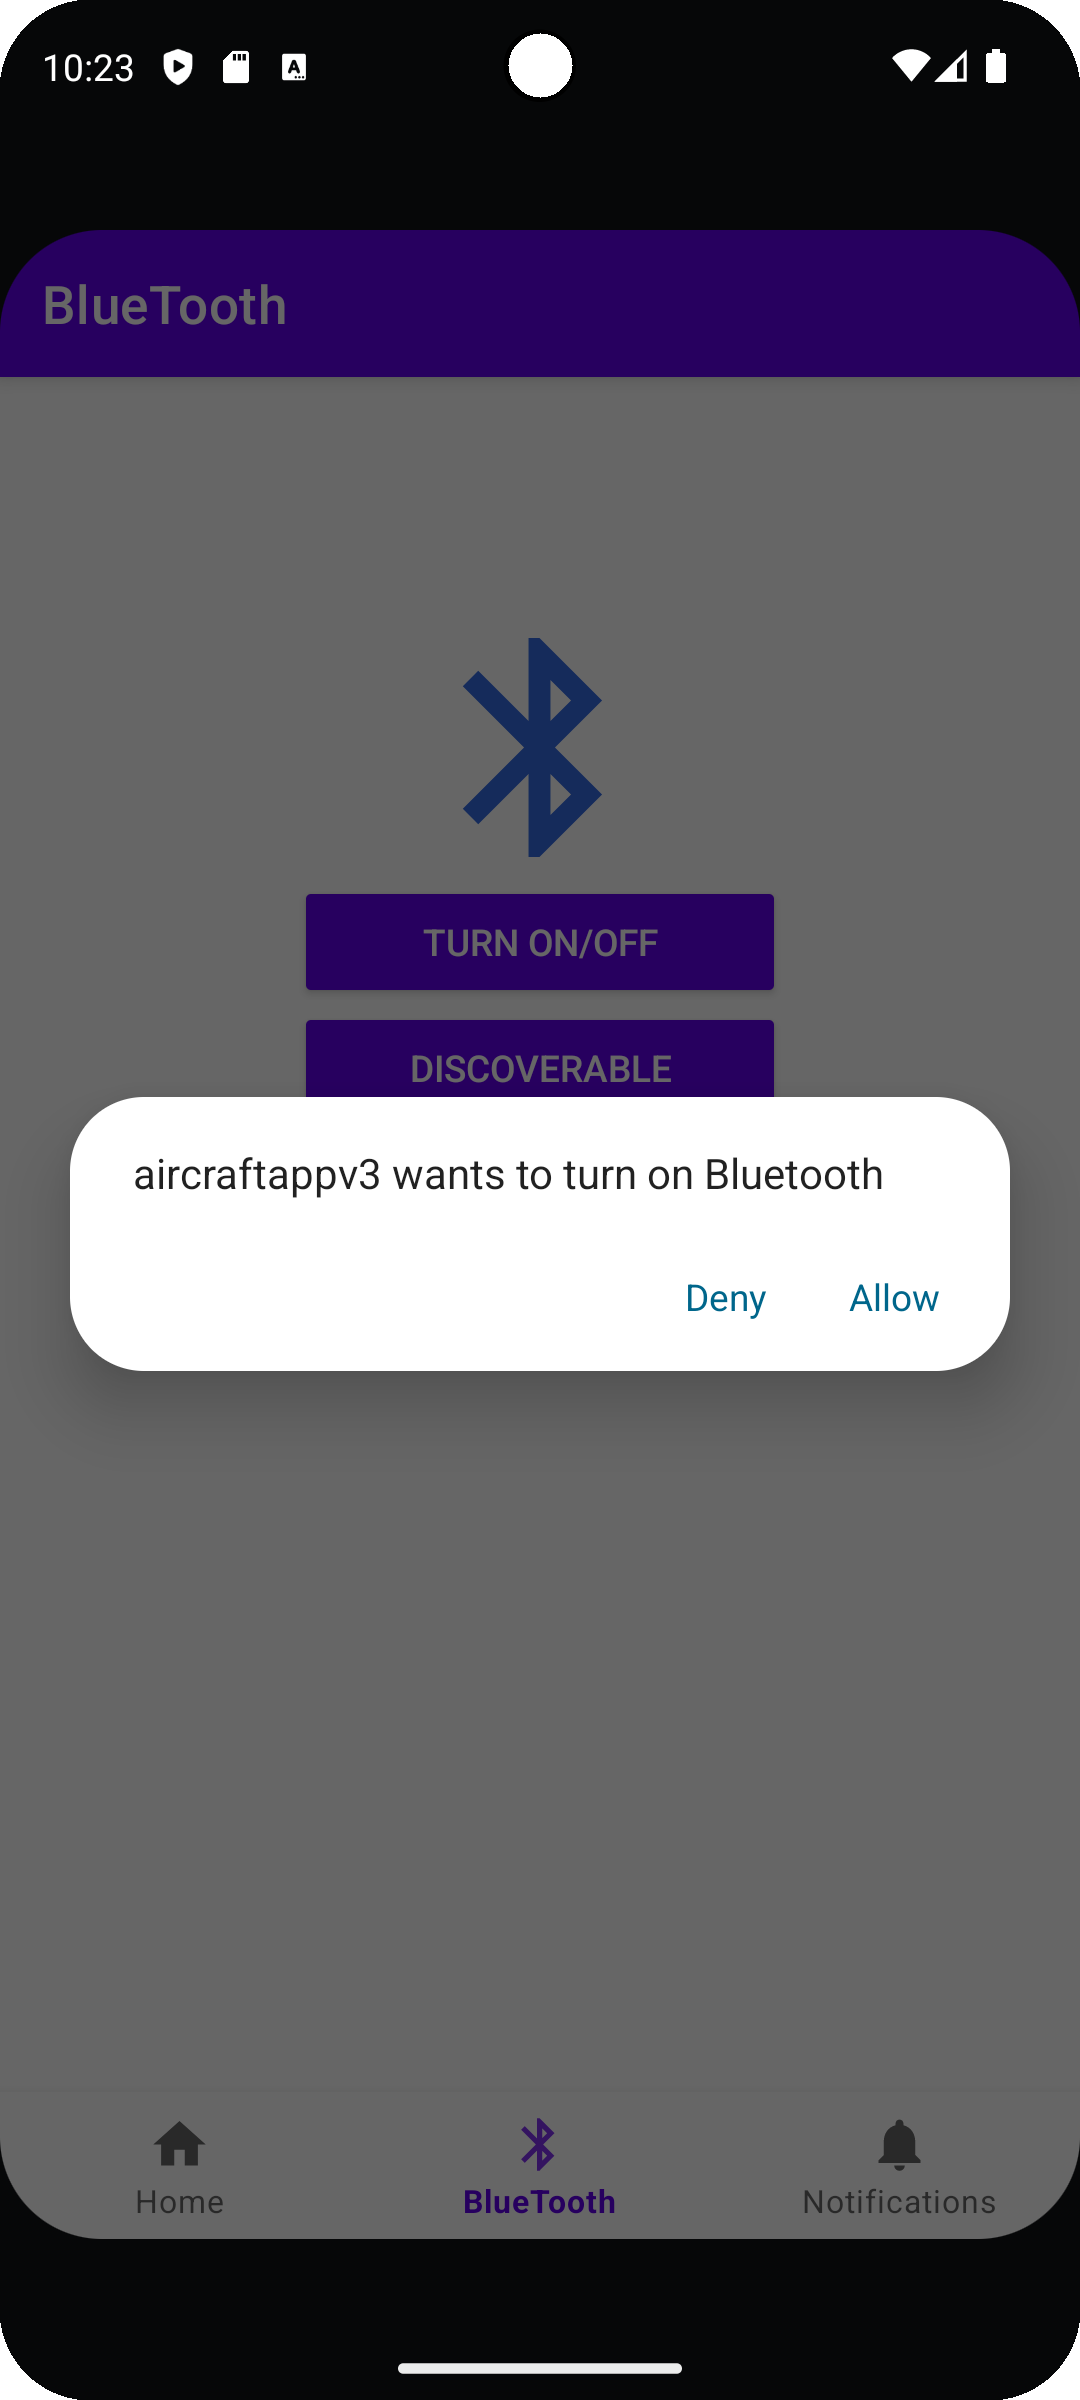 10:23
BlueTooth
TURN ON/OFF
DISCOVERABLE
aircraftappv3 wants to turn on Bluetooth
Deny Allow
Home BlueTooth Notifications